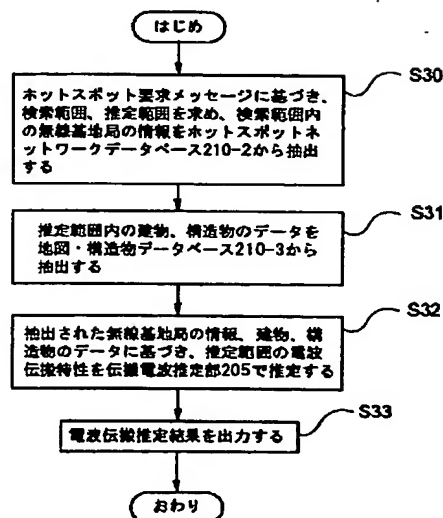 はじめ
S30
ホットスポット要求メッセージに基づき、
検索範囲、推定範囲を求め、検索範囲内
の無線基地局の情報をホットスポットネ
ットワークデータベース210-2から抽出
する
S31
推定範囲内の建物、構造物のデータを
地図・構造物データベース210-3から
抽出する
S32
抽出された無線基地局の情報、建物、構
造物のデータに基づき、推定範囲の電波
伝搬特性を伝搬電波推定部205で推定する
S33
電波伝搬推定結果を出力する
おわり